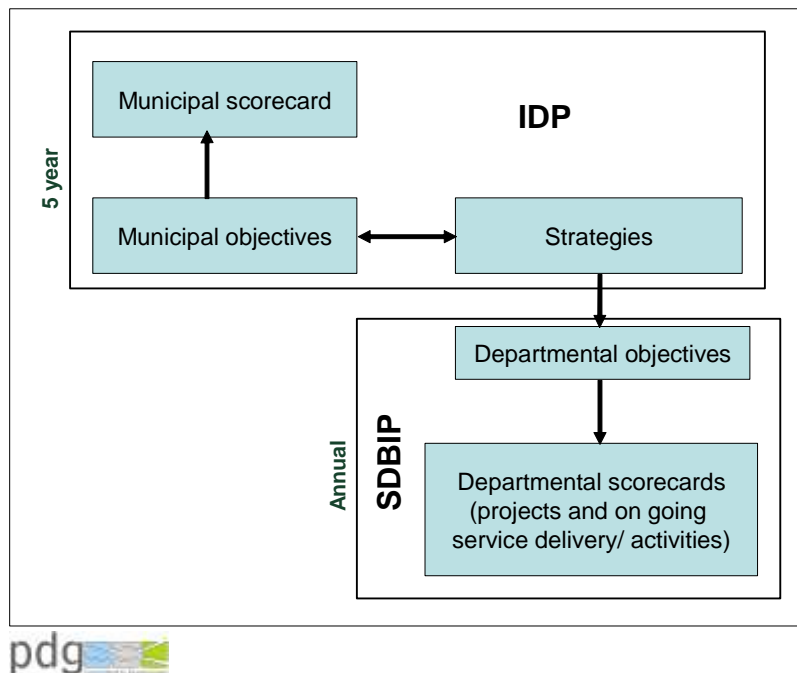 Municipal scorecard
IDP
5 year
Municipal objectives
Strategies
Departmental objectives
Annual
SDBIP
Departmental scorecards
(projects and on going
service delivery/ activities)
pdg